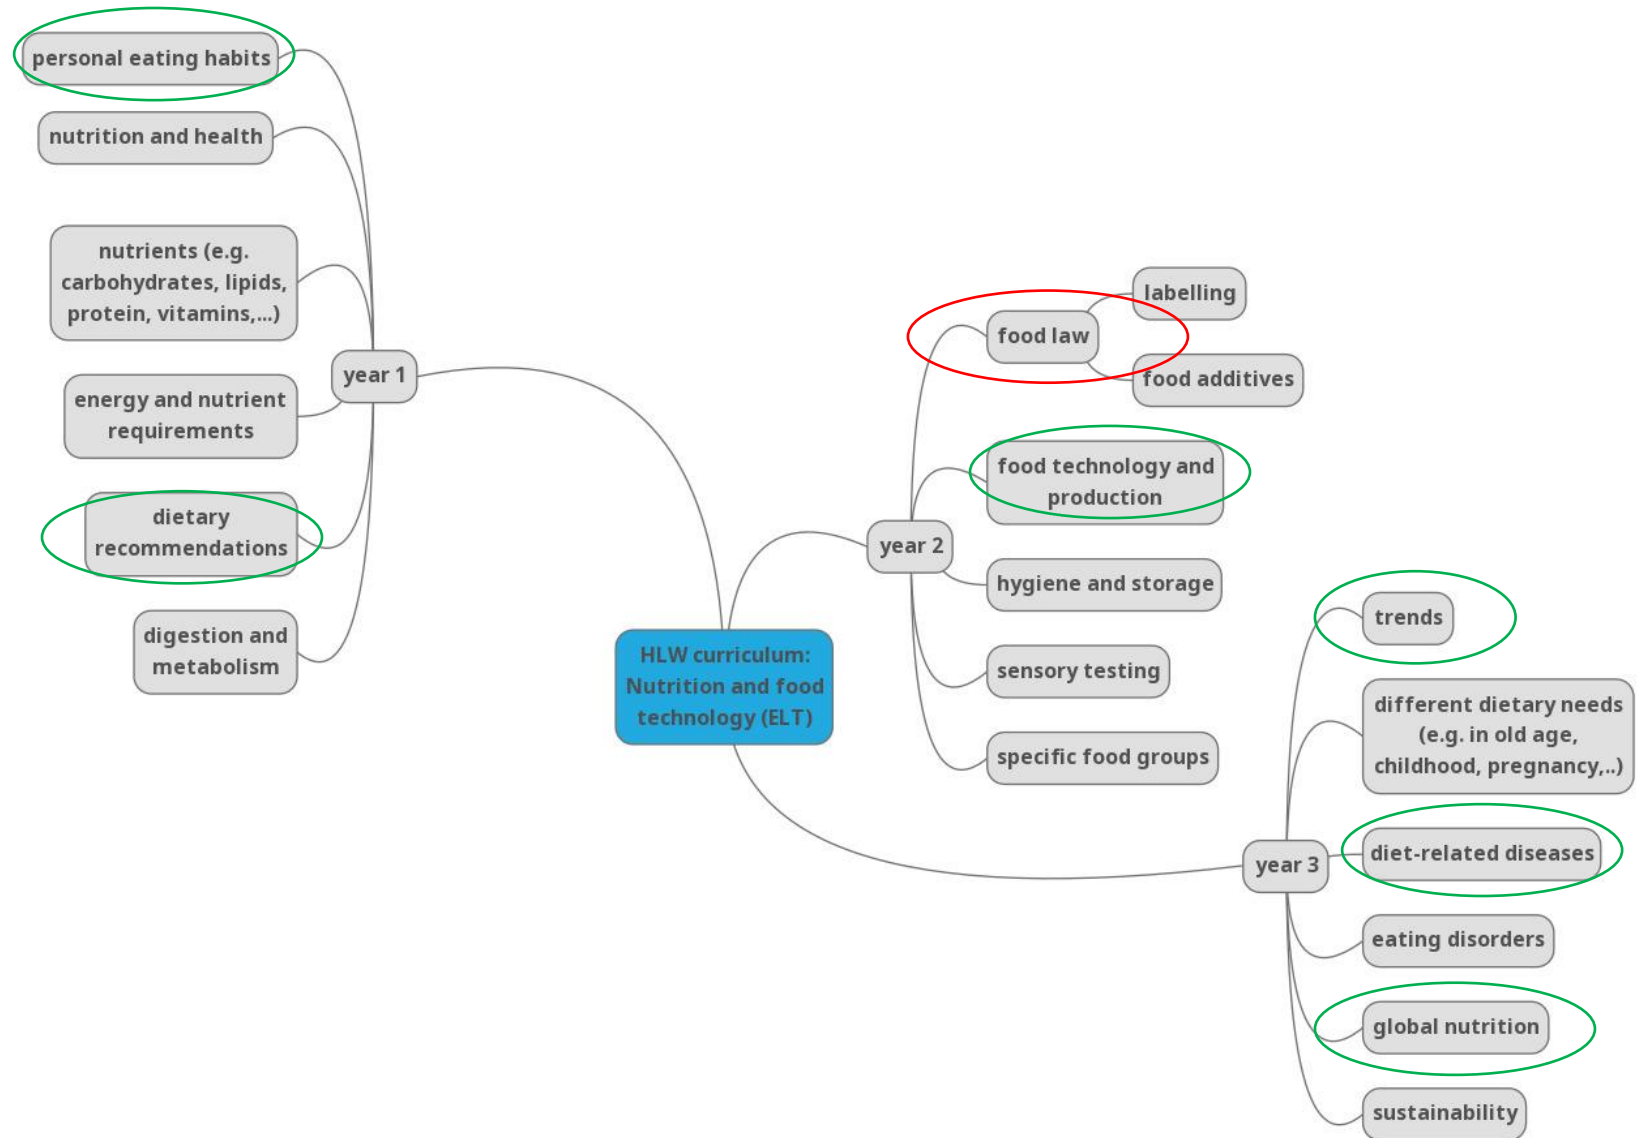 personal eating habits
nutrition and health
nutrients (e.g.
carbohydrates, lipids,
protein, vitamins,...)
energy and nutrient
requirements
dietary
recommendations
digestion and
metabolism
year 1
HLW curriculum:
Nutrition and food
technology (ELT)
year 2
food law
labelling
food additives
food technology and
production
hygiene and storage
sensory testing
specific food groups
year 3
trends
different dietary needs
(e.g. in old age,
childhood, pregnancy,..)
diet-related diseases
eating disorders
global nutrition
sustainability